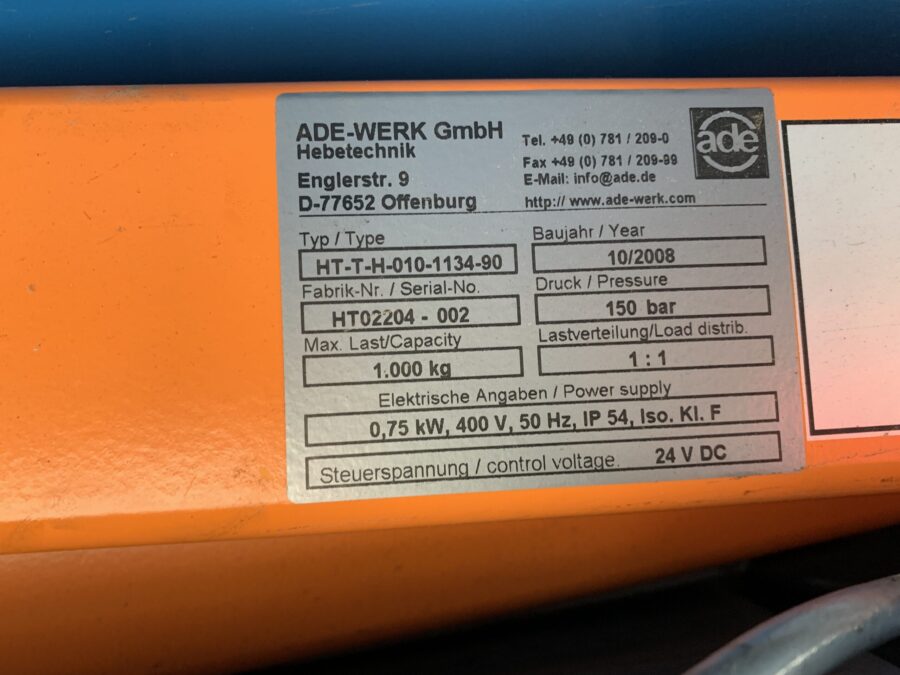 ADE-WERK GmbH
Hebetechnik
Englerstr. 9
D-77652 Offenburg
Tel. +49 (0) 781 / 209-0
Fax +49 (0) 781 / 209-99
E-Mail: info@ade.de
http:// www.ade-werk.com
ade
Typ / Type
HT-T-H-010-1134-90
Baujahr / Year
10/2008
Fabrik-Nr. / Serial-No.
HT02204 - 002
Druck / Pressure
150 bar
Max. Last/Capacity
1.000 kg
Lastverteilung/Load distrib.
1 : 1
Elektrische Angaben / Power supply
0,75 kW, 400 V, 50 Hz, IP 54, Iso. Kl. F
Steuerspannung / control voltage. 24 V DC